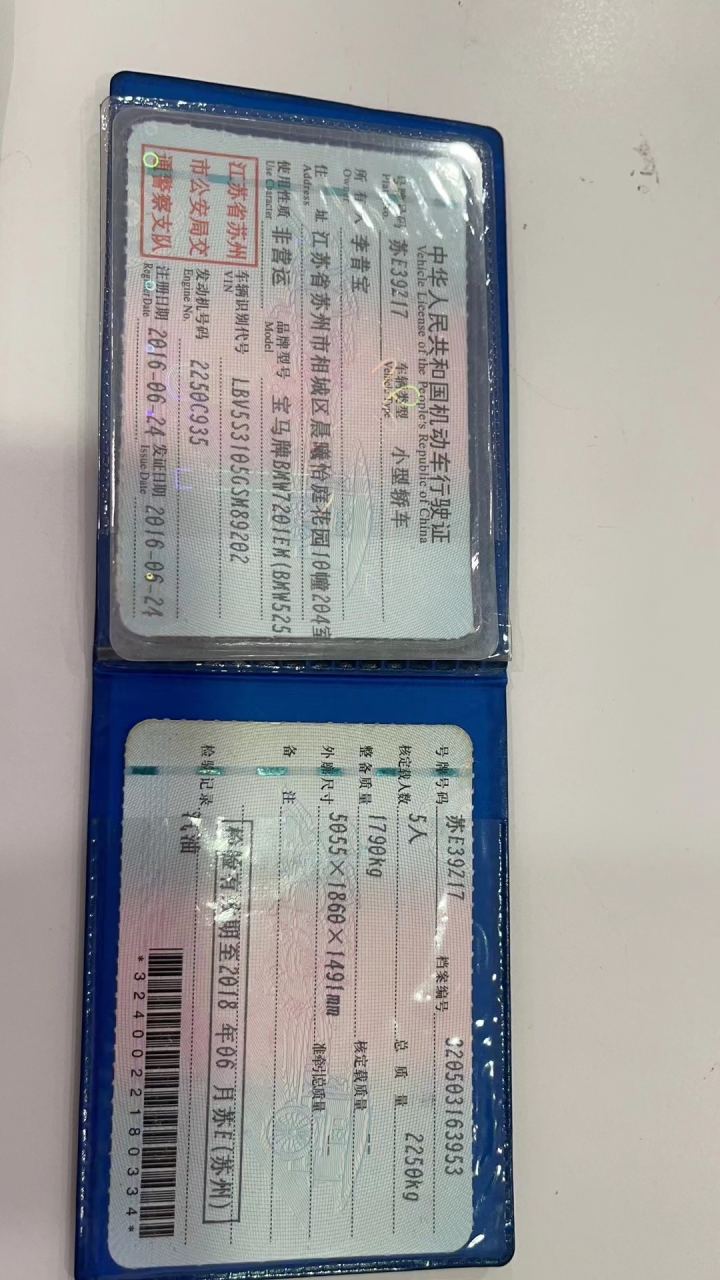 中华人民共和国机动车行驶证
Vehicle License of the People's Republic of China
号牌号码 苏E39217 车辆类型 小型轿车
Plate No. Vehicle Type
所有人 李昔宝
Owner
住址 江苏省苏州市相城区晨曦怡庭花园10幢204室
Address
使用性质 非营运 品牌型号 宝马牌BMW7201EM(BMW525
Use Character Model
江苏省苏州
市公安局交
通警察支队
车辆识别代号 LBV5S3105GSM89202
VIN
发动机号码 2250C935
Engine No.
注册日期 2016-06-24 发证日期 2016-06-24
Register Date Issue Date
号牌号码 苏E39217 档案编号 320503163953
核定载人数 5人 总质量 2250kg
整备质量 1790kg 核定载质量 --
外廓尺寸 5055×1860×1491mm 准牵引总质量 --
备注
检验有效期至2018年06月苏E(苏州)
检验记录 汽油
*3240022180334*